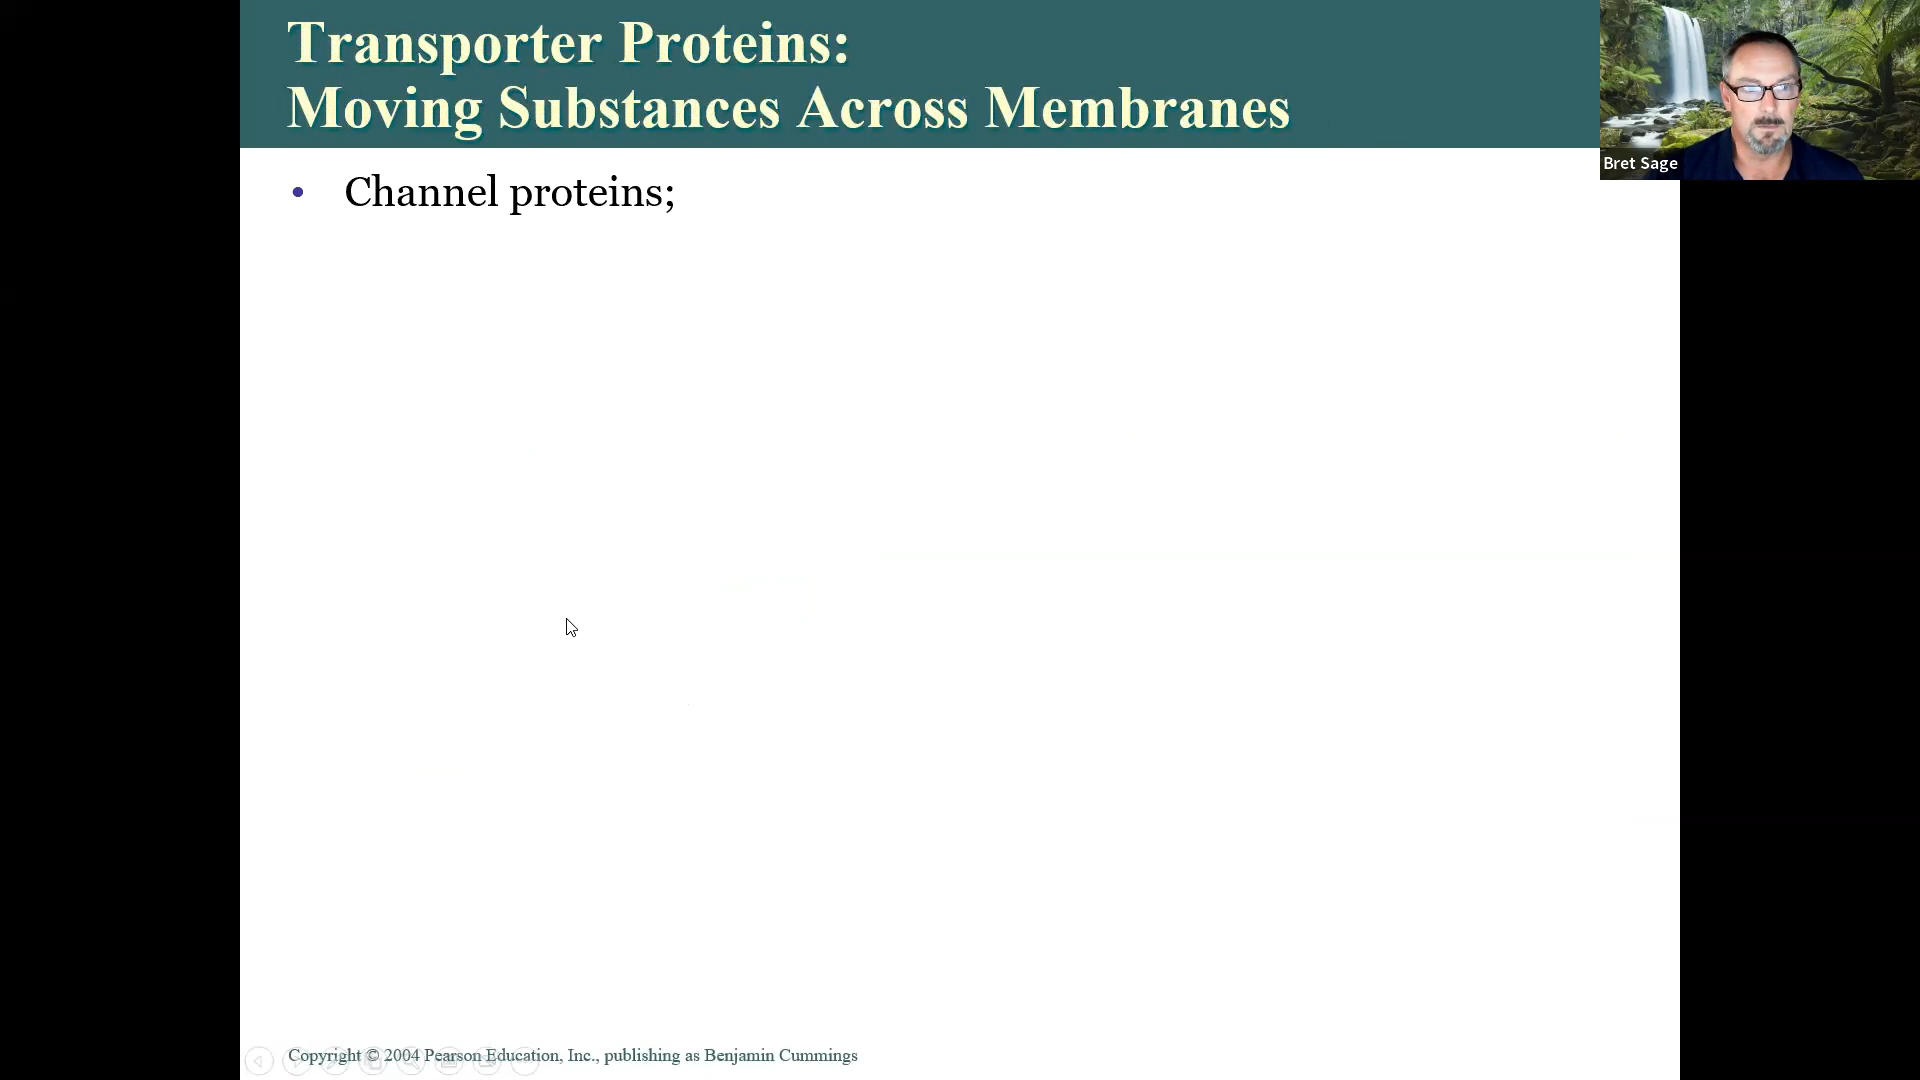 Transporter Proteins:
Moving Substances Across Membranes
Bret Sage
• Channel proteins;
Copyright © 2004 Pearson Education, Inc., publishing as Benjamin Cummings